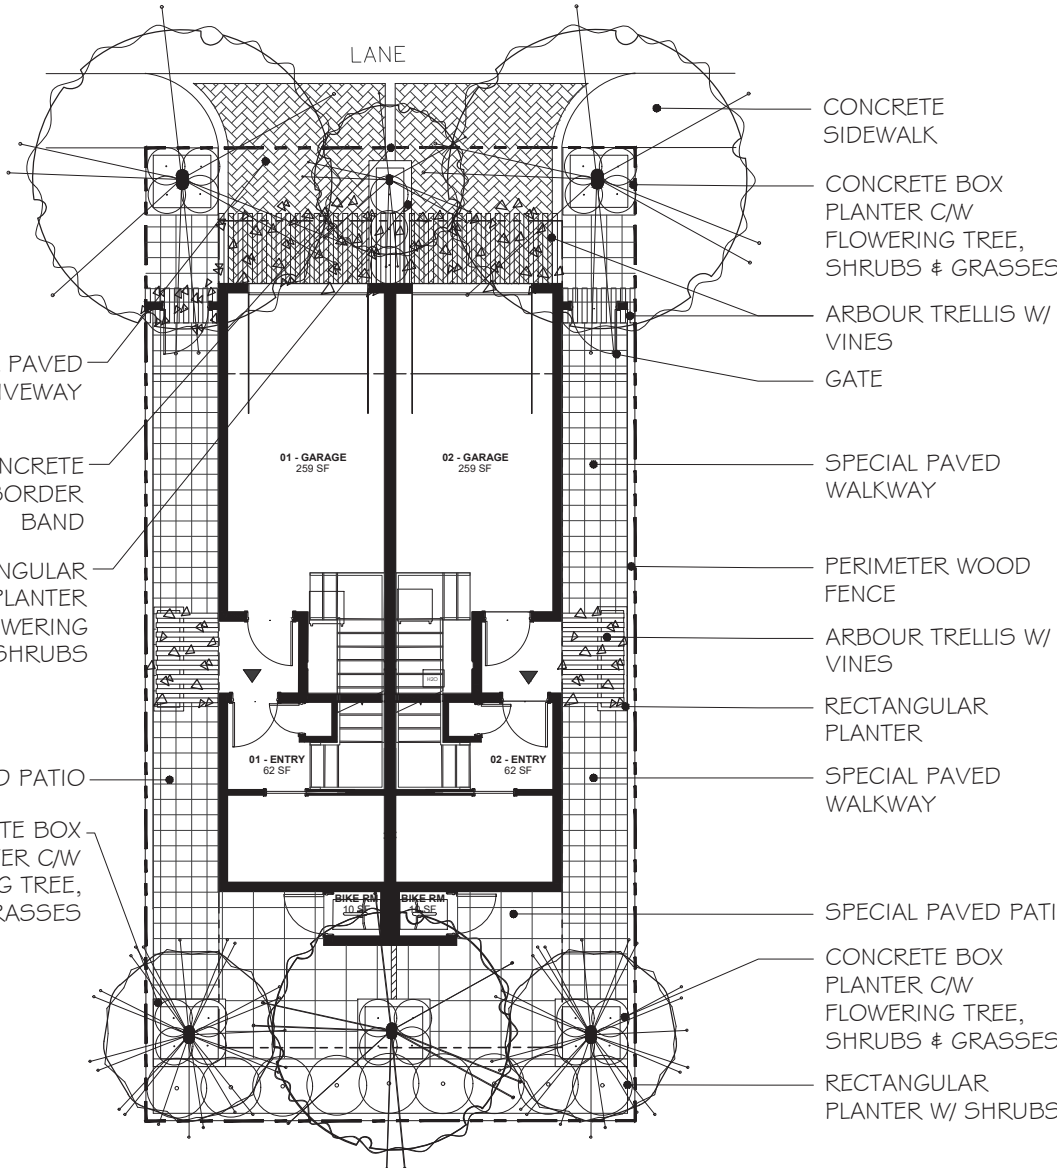 LANE
CONCRETE
SIDEWALK
CONCRETE BOX
PLANTER C/W
FLOWERING TREE,
SHRUBS & GRASSES
ARBOUR TRELLIS W/
VINES
GATE
SPECIAL PAVED
WALKWAY
PERIMETER WOOD
FENCE
ARBOUR TRELLIS W/
VINES
RECTANGULAR
PLANTER
SPECIAL PAVED
WALKWAY
SPECIAL PAVED PATI
CONCRETE BOX
PLANTER C/W
FLOWERING TREE,
SHRUBS & GRASSES
RECTANGULAR
PLANTER W/ SHRUBS
PAVED
IVEWAY
NCRETE
BORDER
BAND
NGULAR
PLANTER
WERING
SHRUBS
D PATIO
TE BOX
ER C/W
G TREE,
RASSES
01 - GARAGE
259 SF
02 - GARAGE
259 SF
H2O
01 - ENTRY
62 SF
02 - ENTRY
62 SF
BIKE RM
10 SF
BIKE RM
10 SF